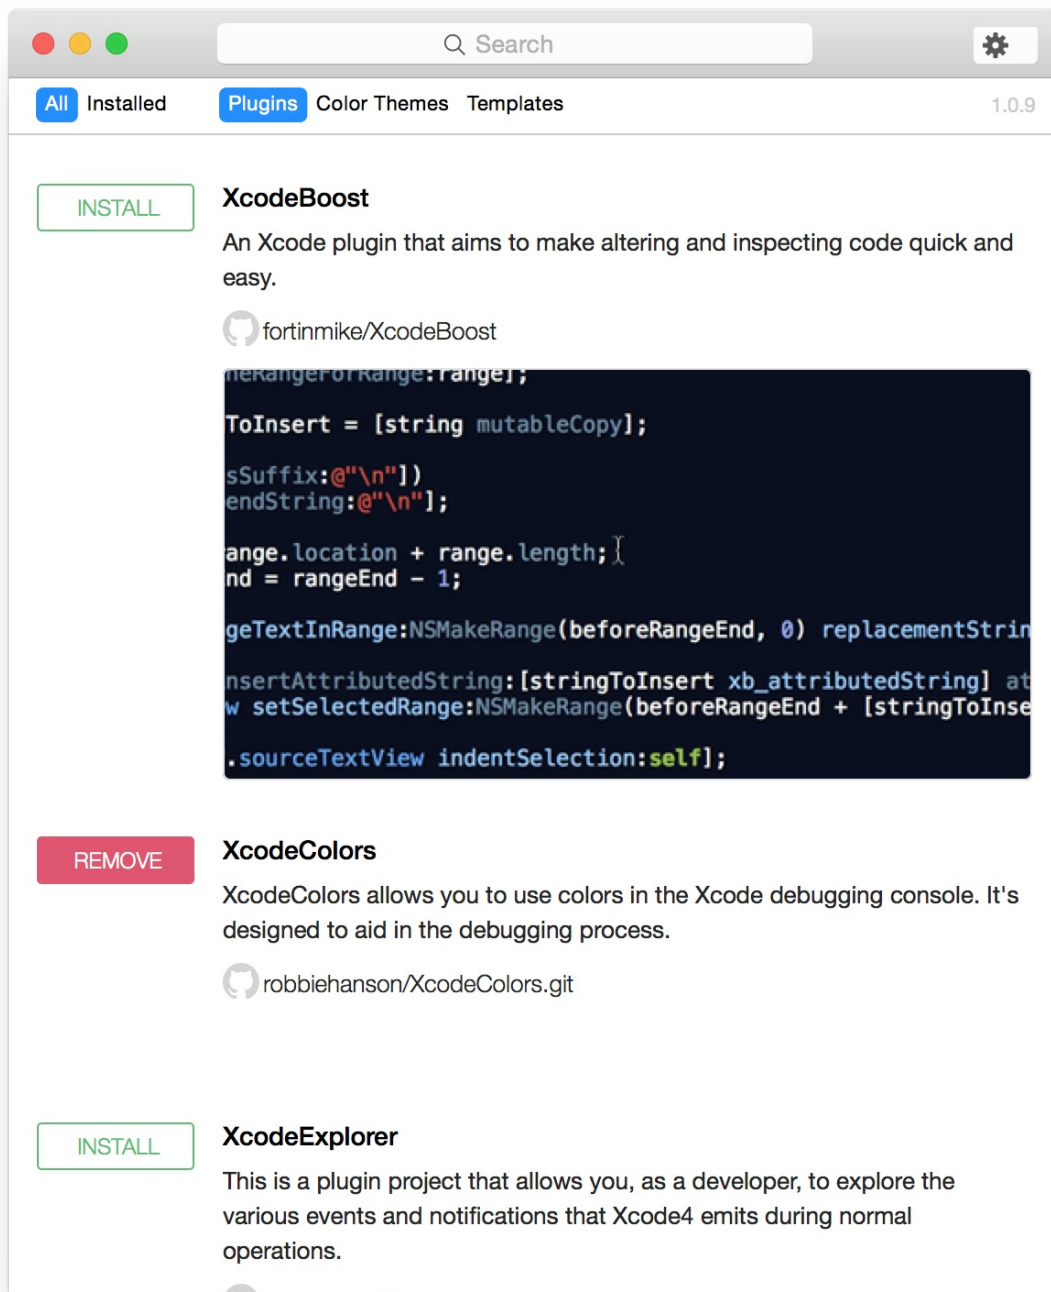 Search
All Installed Plugins Color Themes Templates 1.0.9
INSTALL
XcodeBoost
An Xcode plugin that aims to make altering and inspecting code quick and
easy.
fortinmike/XcodeBoost
neRangeForRange:range];
ToInsert = [string mutableCopy];
sSuffix:@"\n"])
endString:@"\n"];
ange.location + range.length;
nd = rangeEnd - 1;
geTextInRange:NSMakeRange(beforeRangeEnd, 0) replacementStrin
nsertAttributedString:[stringToInsert xb_attributedString] at
w setSelectedRange:NSMakeRange(beforeRangeEnd + [stringToInse
.sourceTextView indentSelection:self];
REMOVE
XcodeColors
XcodeColors allows you to use colors in the Xcode debugging console. It's
designed to aid in the debugging process.
robbiehanson/XcodeColors.git
INSTALL
XcodeExplorer
This is a plugin project that allows you, as a developer, to explore the
various events and notifications that Xcode4 emits during normal
operations.